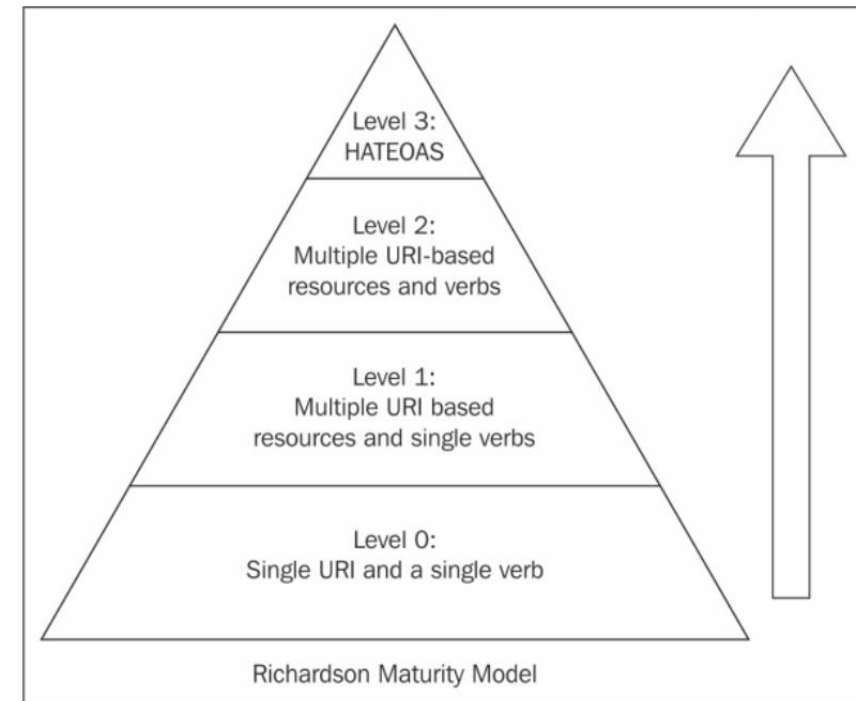 Level 3:
HATEOAS
Level 2:
Multiple URI-based
resources and verbs
Level 1:
Multiple URI based
resources and single verbs
Level 0:
Single URI and a single verb
Richardson Maturity Model